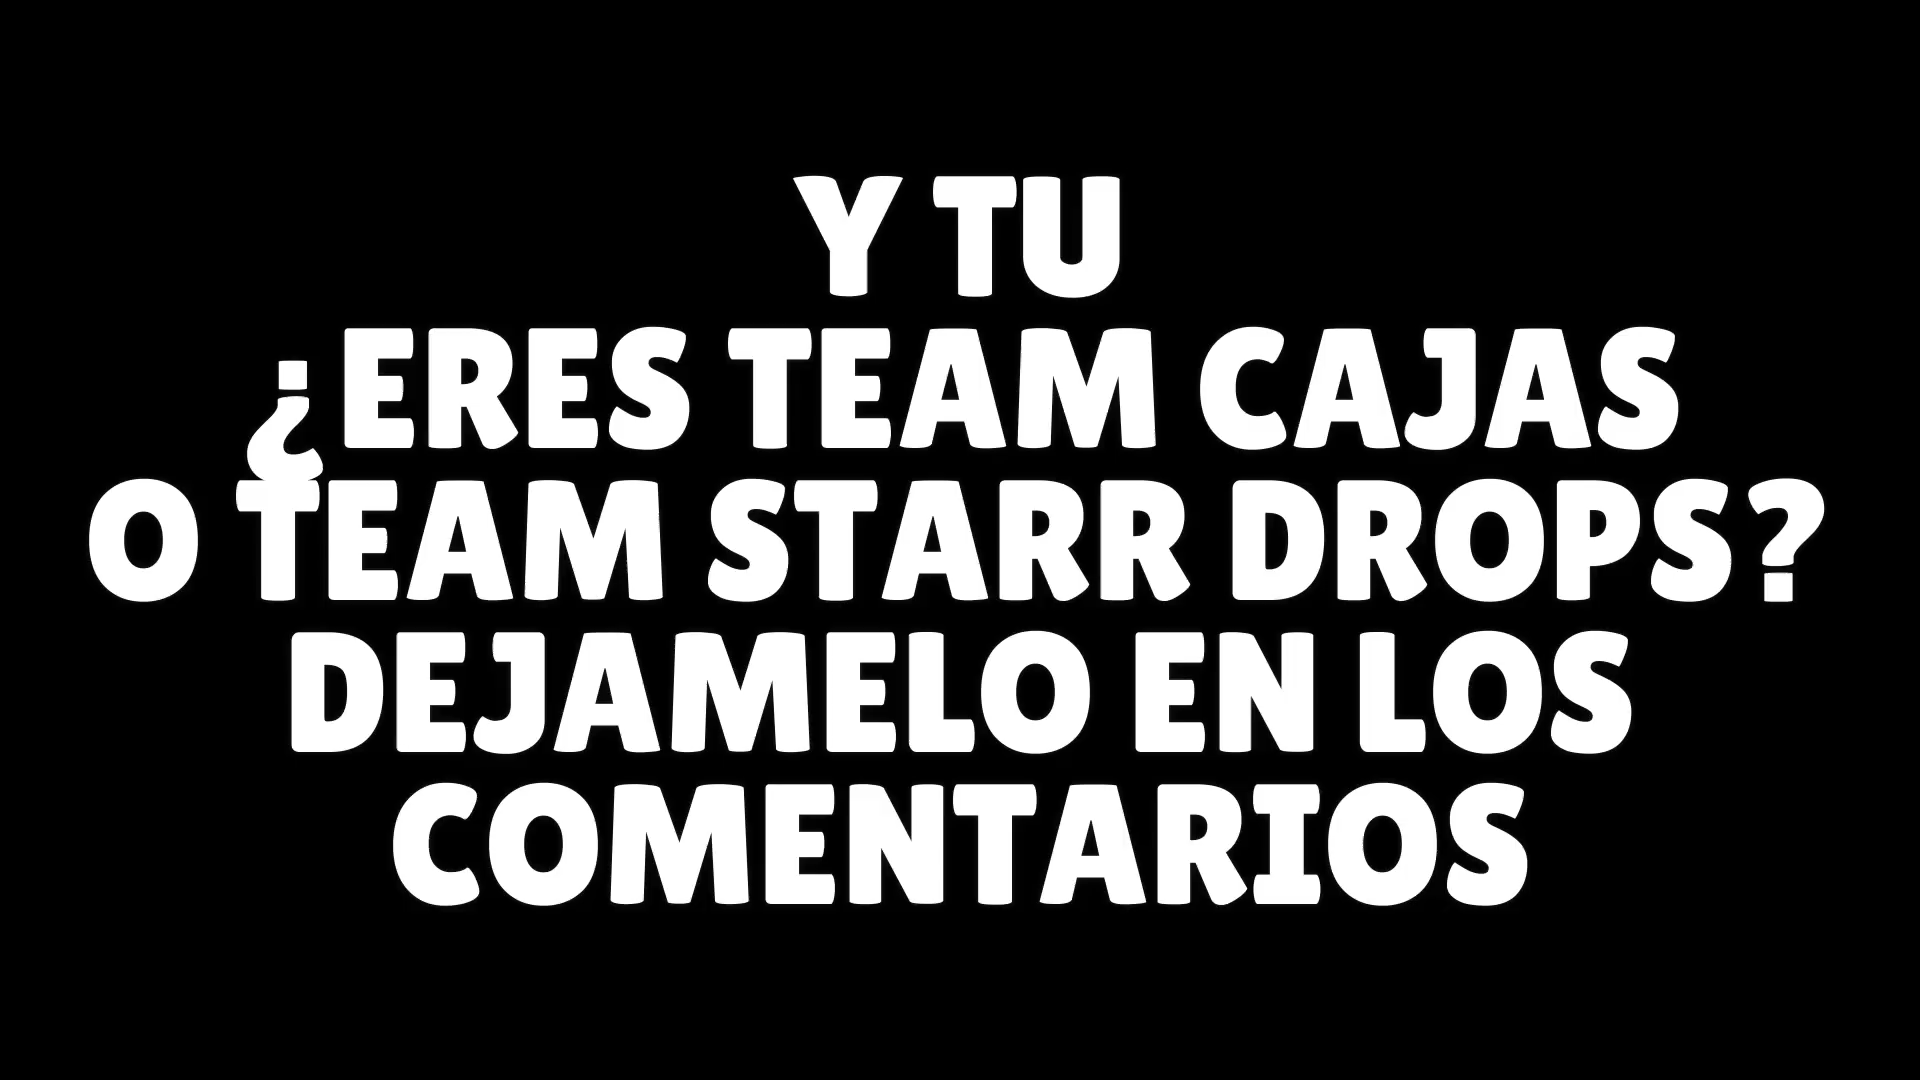 Y TU
¿ERES TEAM CAJAS
O TEAM STARR DROPS?
DEJAMELO EN LOS
COMENTARIOS